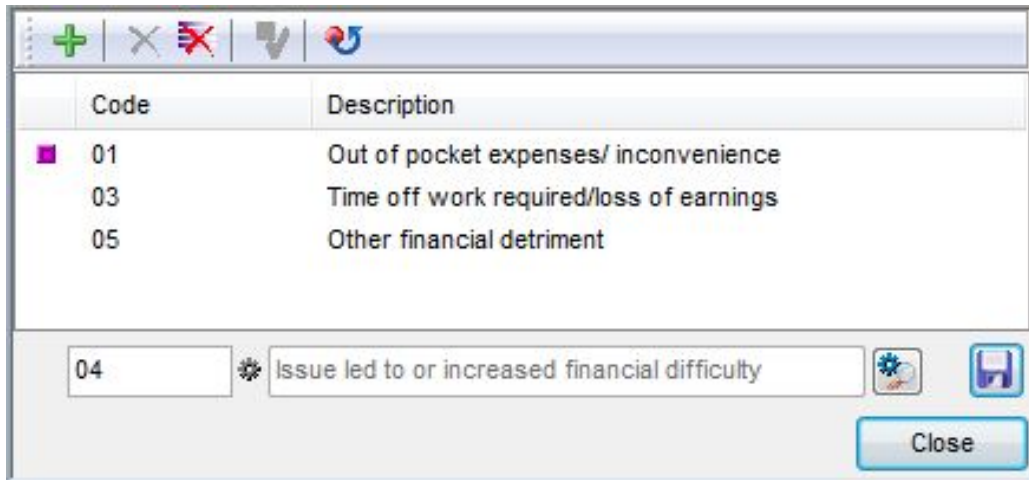 Code Description
01 Out of pocket expenses/ inconvenience
03 Time off work required/loss of earnings
05 Other financial detriment
04 Issue led to or increased financial difficulty
Close